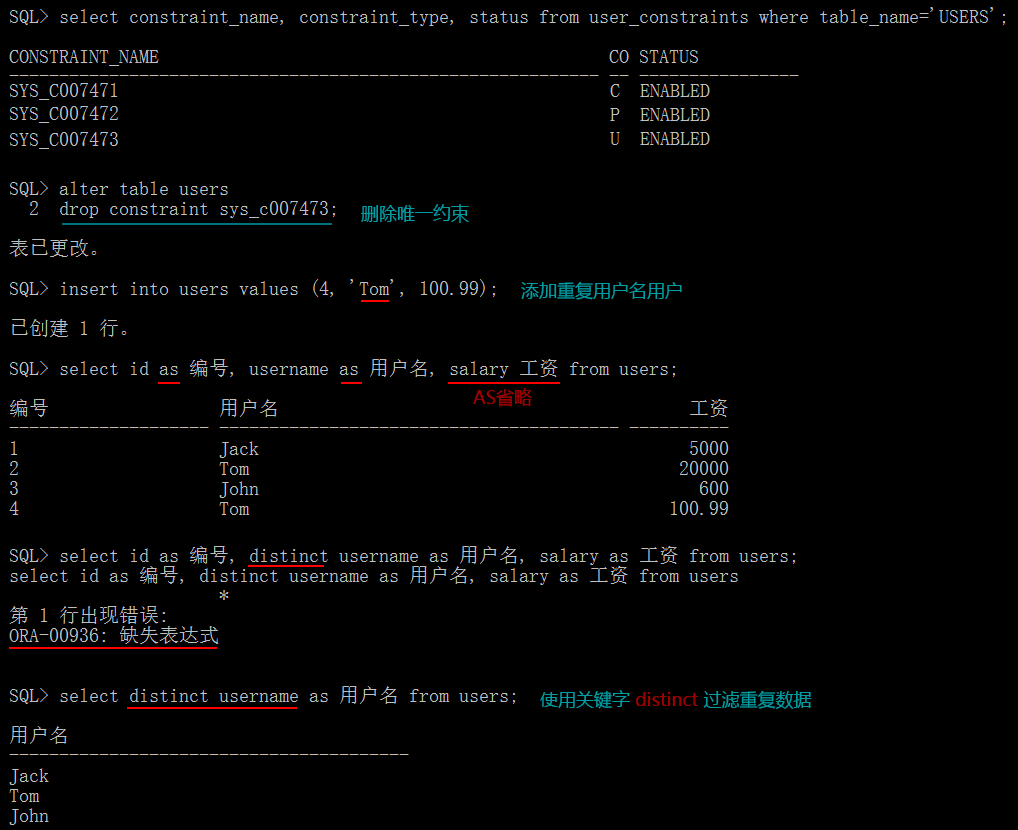 SQL> select constraint_name, constraint_type, status from user_constraints where table_name='USERS';
CONSTRAINT_NAME CO STATUS
----------------------------------------------------------- -- ----------------
SYS_C007471 C ENABLED
SYS_C007472 P ENABLED
SYS_C007473 U ENABLED
SQL> alter table users
2 drop constraint sys_c007473; 删除唯一约束
表已更改。
SQL> insert into users values (4, 'Tom', 100.99); 添加重复用户名用户
已创建 1 行。
SQL> select id as 编号, username as 用户名, salary 工资 from users;
AS省略
编号 用户名 工资
-------------------- ---------------------------------------- ----------
1 Jack 5000
2 Tom 20000
3 John 600
4 Tom 100.99
SQL> select id as 编号, distinct username as 用户名, salary as 工资 from users;
select id as 编号, distinct username as 用户名, salary as 工资 from users
*
第 1 行出现错误:
ORA-00936: 缺失表达式
SQL> select distinct username as 用户名 from users; 使用关键字 distinct 过滤重复数据
用户名
----------------------------------------
Jack
Tom
John